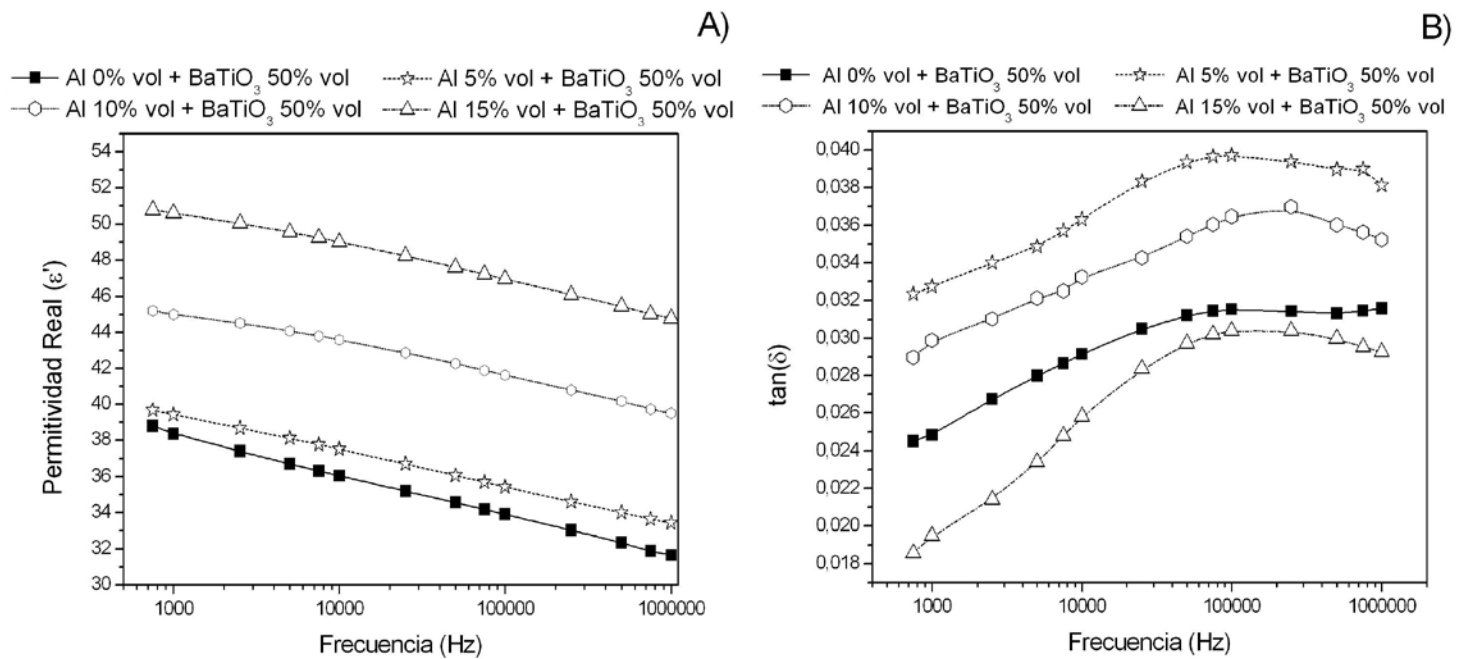 A)
Al 0% vol + BaTiO3 50% vol
Al 5% vol + BaTiO3 50% vol
Al 10% vol + BaTiO3 50% vol
Al 15% vol + BaTiO3 50% vol
Permitividad Real (ε')
54
52
50
48
46
44
42
40
38
36
34
32
30
1000
10000
100000
1000000
Frecuencia (Hz)
B)
Al 0% vol + BaTiO3 50% vol
Al 5% vol + BaTiO3 50% vol
Al 10% vol + BaTiO3 50% vol
Al 15% vol + BaTiO3 50% vol
tan(δ)
0,040
0,038
0,036
0,034
0,032
0,030
0,028
0,026
0,024
0,022
0,020
0,018
1000
10000
100000
1000000
Frecuencia (Hz)